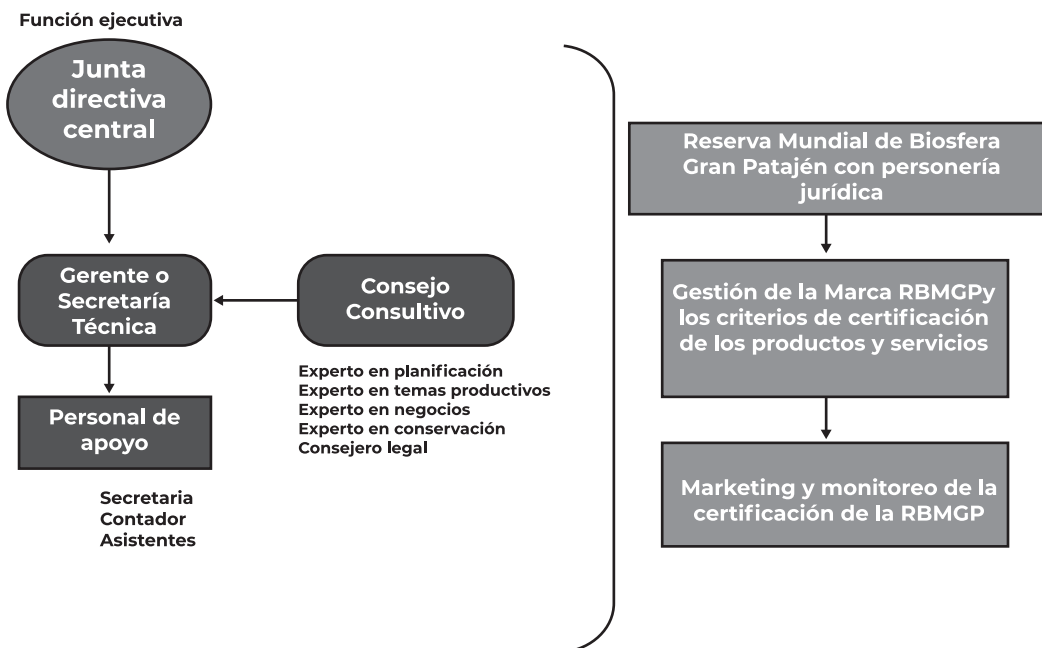 Función ejecutiva
Junta
directiva
central
Gerente o
Secretaría
Técnica
Consejo
Consultivo
Personal de
apoyo
Experto en planificación
Experto en temas productivos
Experto en negocios
Experto en conservación
Consejero legal
Secretaria
Contador
Asistentes
Reserva Mundial de Biosfera
Gran Patajén con personería
jurídica
Gestión de la Marca RBMGPy
los criterios de certificación
de los productos y servicios
Marketing y monitoreo de la
certificación de la RBMGP